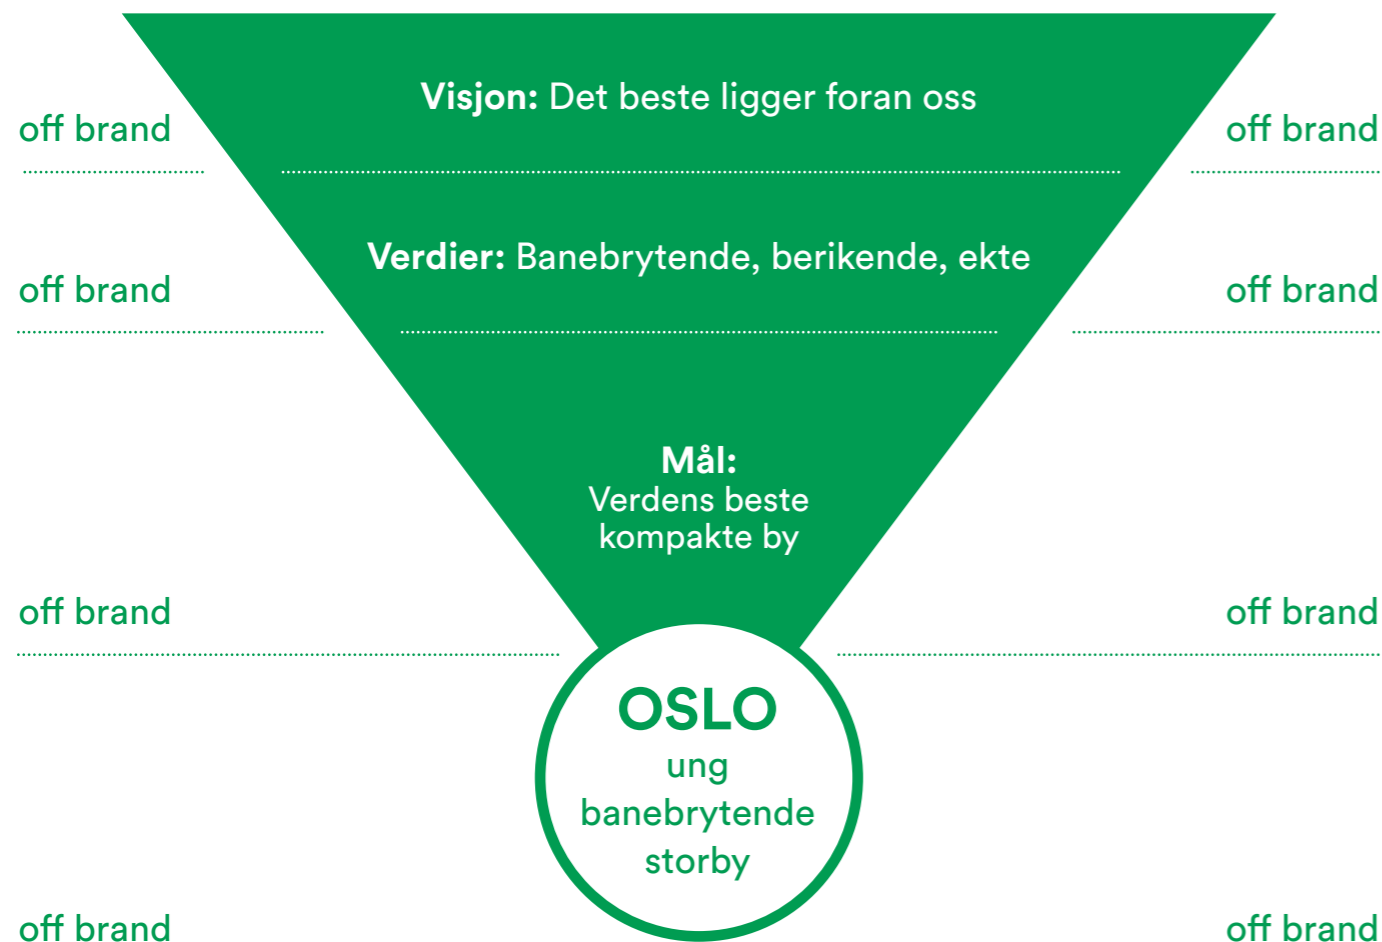 Visjon: Det beste ligger foran oss
off brand
off brand
Verdier: Banebrytende, berikende, ekte
off brand
off brand
Mål:
Verdens beste
kompakte by
off brand
off brand
OSLO
ung
banebrytende
storby
off brand
off brand